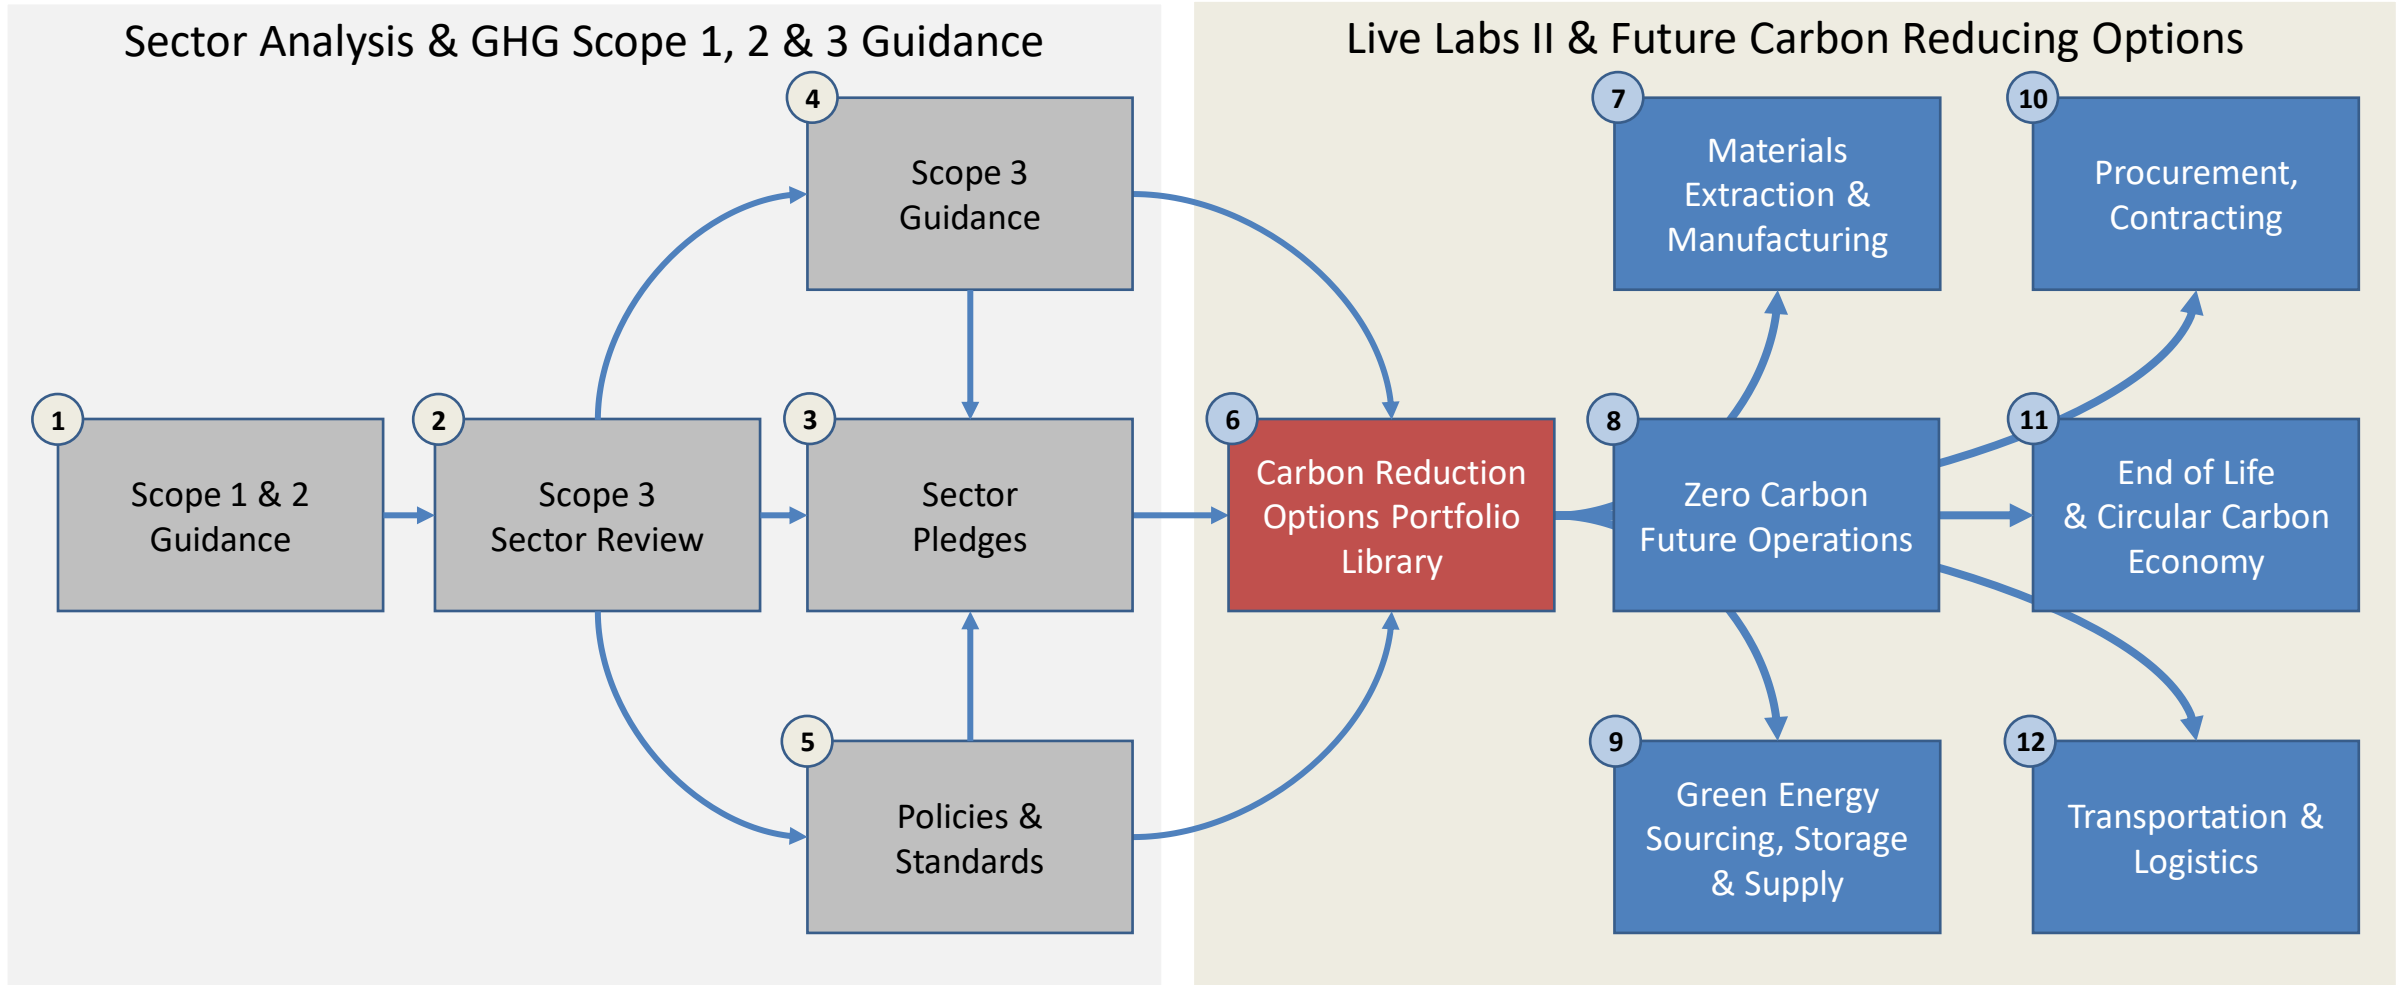 Sector Analysis & GHG Scope 1, 2 & 3 Guidance
1
Scope 1 & 2
Guidance
2
Scope 3
Sector Review
4
Scope 3
Guidance
3
Sector
Pledges
5
Policies &
Standards
Live Labs II & Future Carbon Reducing Options
6
Carbon Reduction
Options Portfolio
Library
7
Materials
Extraction &
Manufacturing
8
Zero Carbon
Future Operations
9
Green Energy
Sourcing, Storage
& Supply
10
Procurement,
Contracting
11
End of Life
& Circular Carbon
Economy
12
Transportation &
Logistics